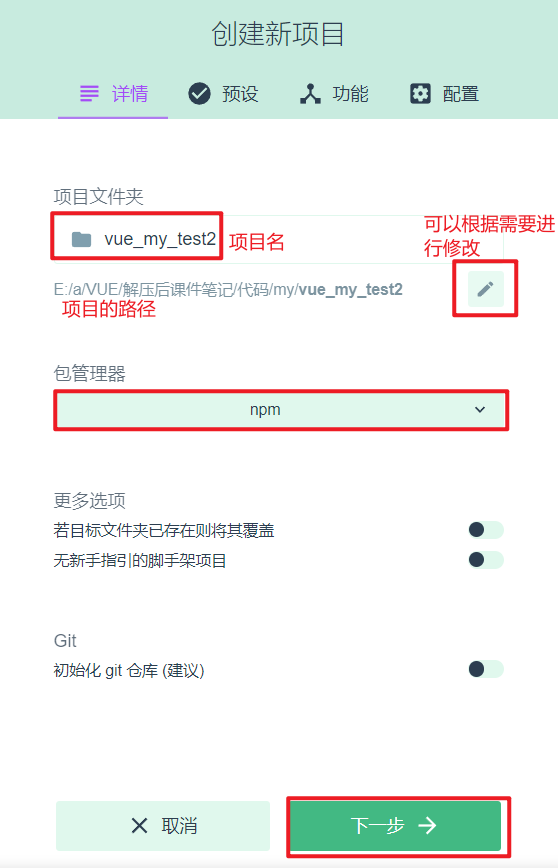 创建新项目
详情 预设 功能 配置
项目文件夹
vue_my_test2 项目名
可以根据需要进
行修改
E:/a/VUE/解压后课件笔记/代码/my/vue_my_test2
项目的路径
包管理器
npm
更多选项
若目标文件夹已存在则将其覆盖
无新手指引的脚手架项目
Git
初始化 git 仓库 (建议)
取消 下一步